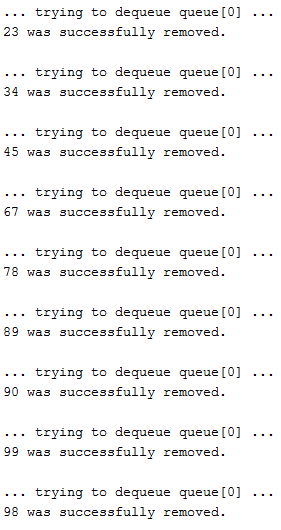 ... trying to dequeue queue[0] ...
23 was successfully removed.
... trying to dequeue queue[0] ...
34 was successfully removed.
... trying to dequeue queue[0] ...
45 was successfully removed.
... trying to dequeue queue[0] ...
67 was successfully removed.
... trying to dequeue queue[0] ...
78 was successfully removed.
... trying to dequeue queue[0] ...
89 was successfully removed.
... trying to dequeue queue[0] ...
90 was successfully removed.
... trying to dequeue queue[0] ...
99 was successfully removed.
... trying to dequeue queue[0] ...
98 was successfully removed.